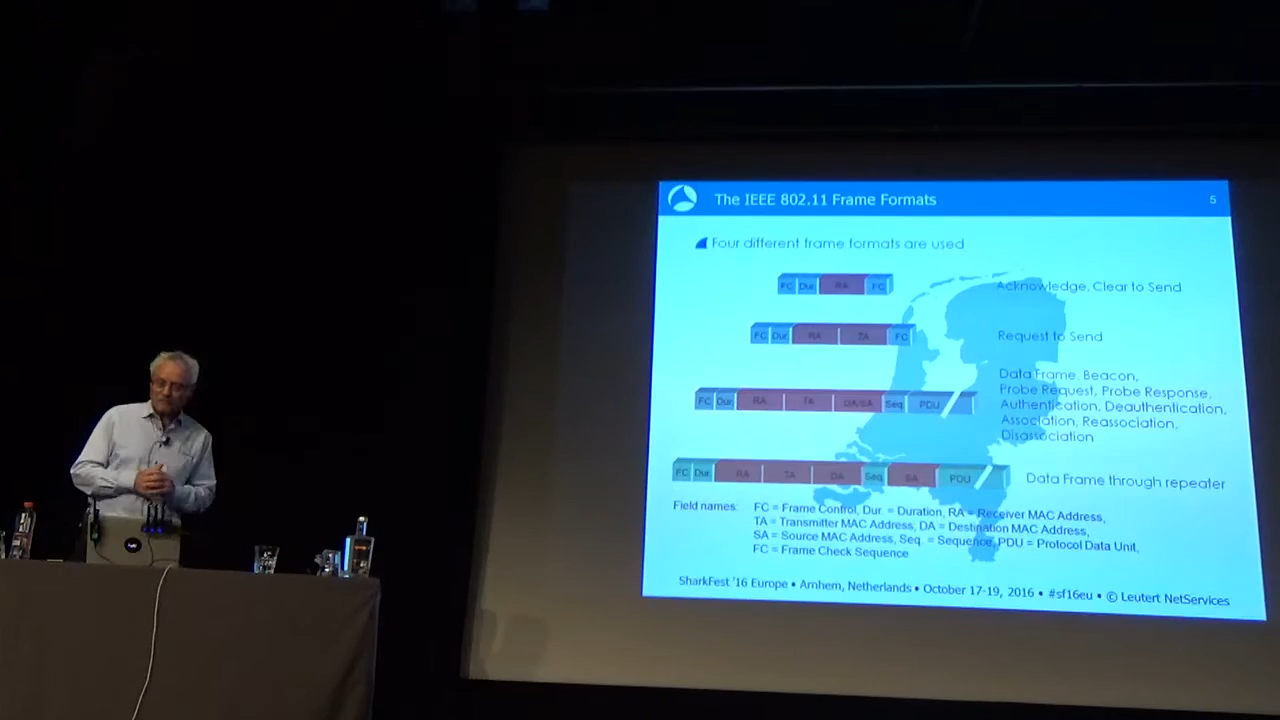 The IEEE 802.11 Frame Formats 5
Four different frame formats are used
FC Dur. RA FC Acknowledge, Clear to Send
FC Dur. RA TA FC Request to Send
Data Frame, Beacon,
Probe Request, Probe Response,
FC Dur. RA TA DA/SA Seq PDU Authentication, Deauthentication,
Association, Reassociation,
Disassociation
FC Dur. RA TA DA Seq SA PDU Data Frame through repeater
Field names: FC = Frame Control, Dur. = Duration, RA = Receiver MAC Address,
TA = Transmitter MAC Address, DA = Destination MAC Address,
SA = Source MAC Address, Seq. = Sequence, PDU = Protocol Data Unit,
FC = Frame Check Sequence
SharkFest '16 Europe • Arnhem, Netherlands • October 17-19, 2016 • #sf16eu • © Leutert NetServices